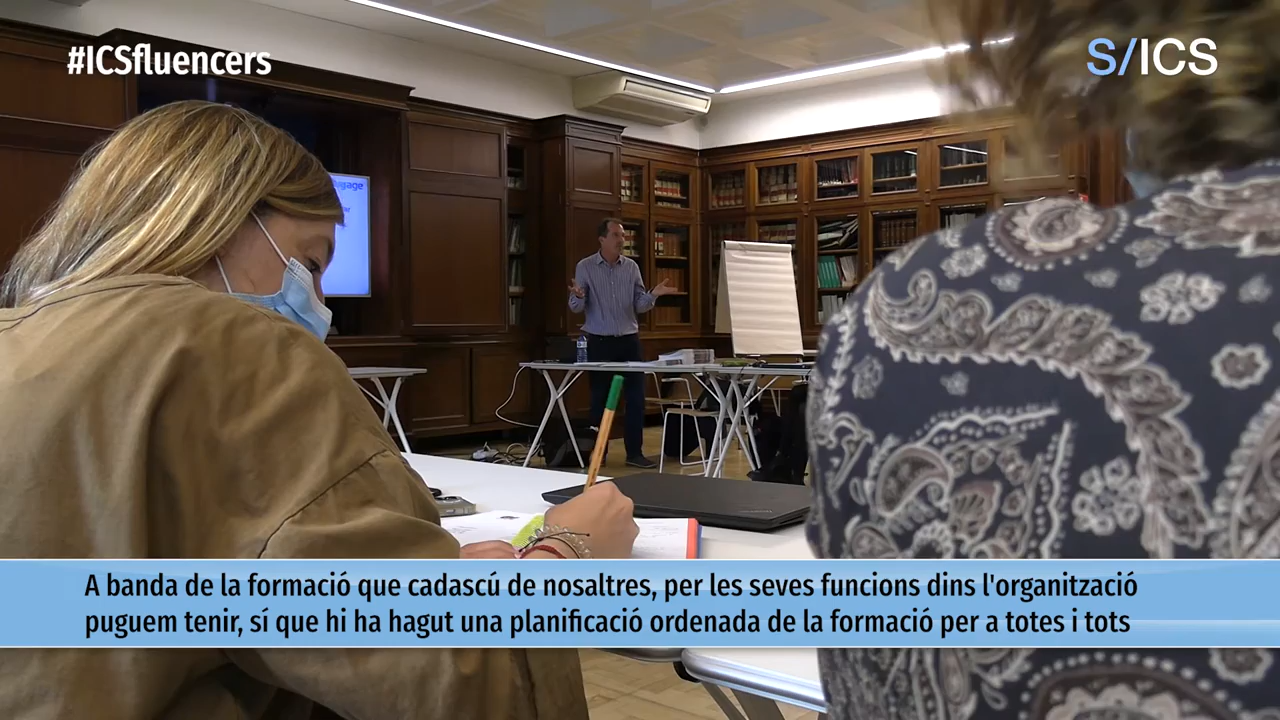 #ICSfluencers
S/ICS
A banda de la formació que cadascú de nosaltres, per les seves funcions dins l'organització
puguem tenir, sí que hi ha hagut una planificació ordenada de la formació per a totes i tots